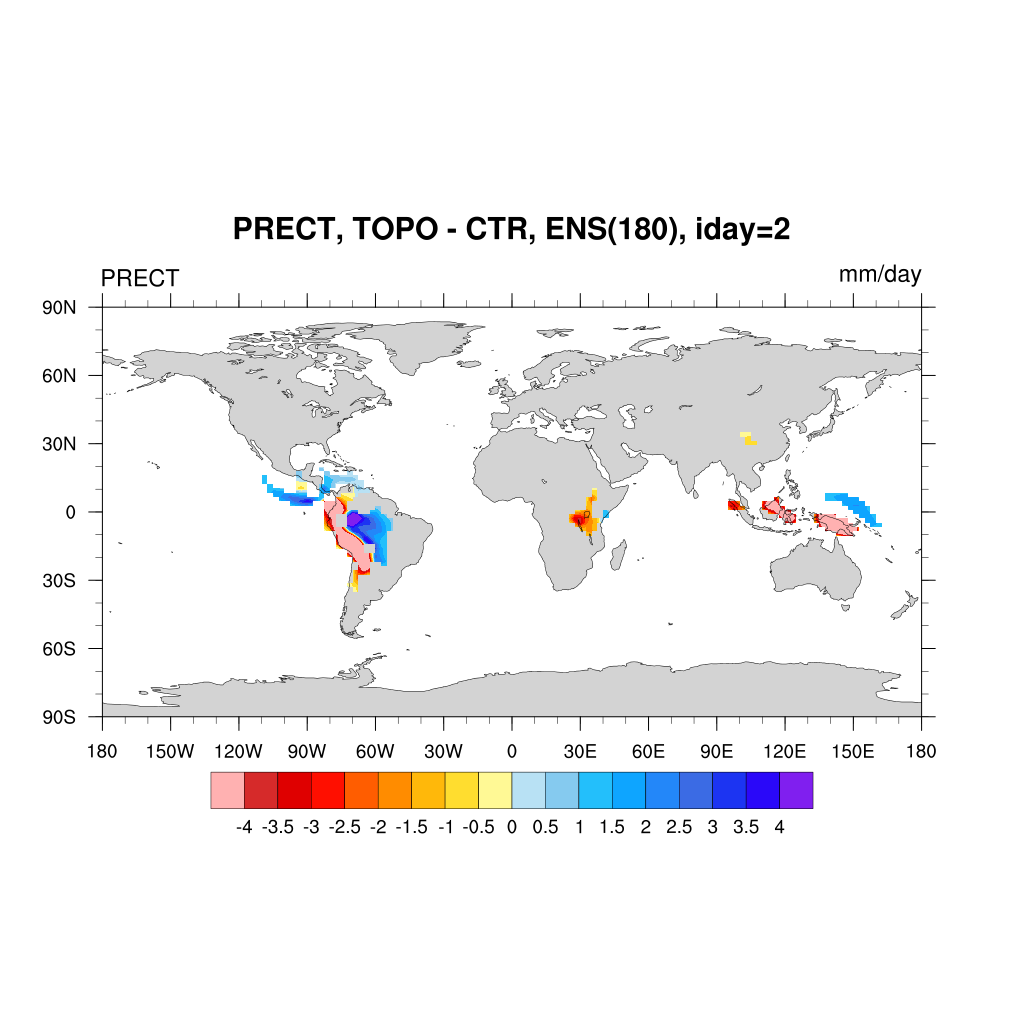 PRECT, TOPO - CTR, ENS(180), iday=2
PRECT mm/day
90N
60N
30N
0
30S
60S
90S
180 150W 120W 90W 60W 30W 0 30E 60E 90E 120E 150E 180
-4 -3.5 -3 -2.5 -2 -1.5 -1 -0.5 0 0.5 1 1.5 2 2.5 3 3.5 4